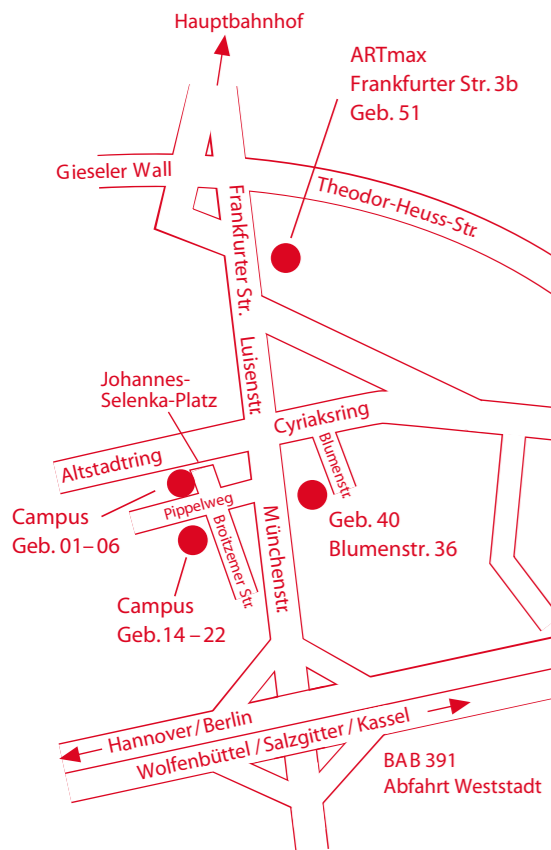 Hauptbahnhof
ARTmax
Frankfurter Str. 3b
Geb. 51
Gieseler Wall
Theodor-Heuss-Str.
Frankfurter Str.
Luisenstr.
Johannes-
Selenka-Platz
Cyriaksring
Altstadtring
Blumenstr.
Pippelweg
Campus
Geb. 01–06
Broitzemer Str.
Münchenstr.
Geb. 40
Blumenstr. 36
Campus
Geb. 14–22
Hannover/Berlin
Wolfenbüttel/Salzgitter/Kassel
BAB 391
Abfahrt Weststadt